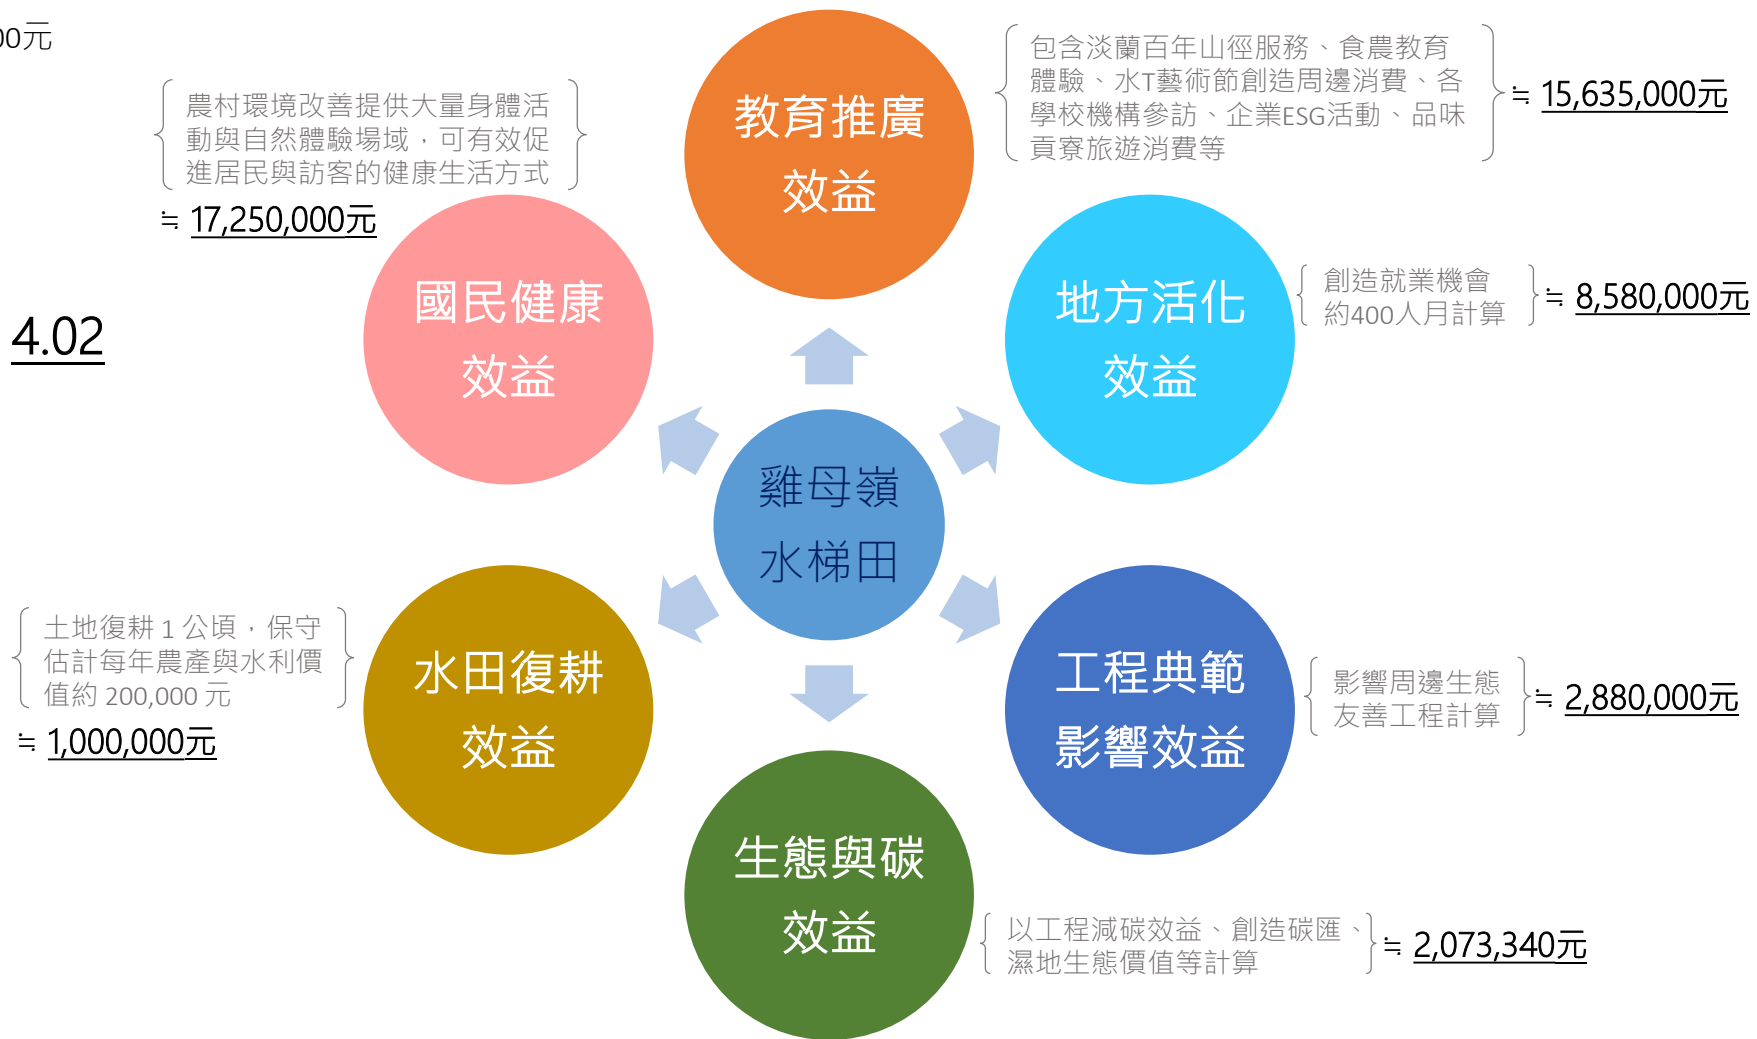 00元
教育推廣
效益
包含淡蘭百年山徑服務、食農教育
體驗、水T藝術節創造周邊消費、各
學校機構參訪、企業ESG活動、品味
貢寮旅遊消費等
≒ 15,635,000元
農村環境改善提供大量身體活
動與自然體驗場域，可有效促
進居民與訪客的健康生活方式
≒ 17,250,000元
國民健康
效益
地方活化
效益
創造就業機會
約400人月計算
≒ 8,580,000元
4.02
雞母嶺
水梯田
土地復耕 1 公頃，保守
估計每年農產與水利價
值約 200,000 元
≒ 1,000,000元
水田復耕
效益
工程典範
影響效益
影響周邊生態
友善工程計算
≒ 2,880,000元
生態與碳
效益
以工程減碳效益、創造碳匯、
濕地生態價值等計算
≒ 2,073,340元